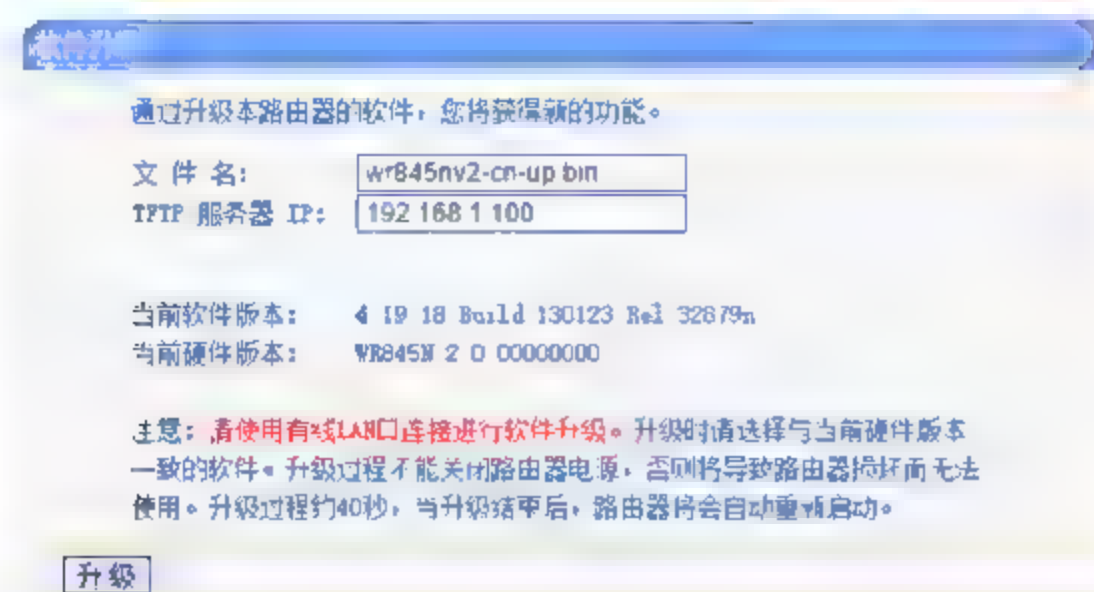 软件升级
通过升级本路由器的软件，您将获得新的功能。
文 件 名： wr845nv2-cn-up bin
TFTP 服务器 IP： 192 168 1 100
当前软件版本： 4 19 18 Build 130123 Rel 32879n
当前硬件版本： WR845N 2 0 00000000
注意：请使用有线LAN口连接进行软件升级。升级时请选择与当前硬件版本
一致的软件。升级过程不能关闭路由器电源，否则将导致路由器损坏而无法
使用。升级过程约40秒，当升级结束后，路由器将会自动重新启动。
升 级